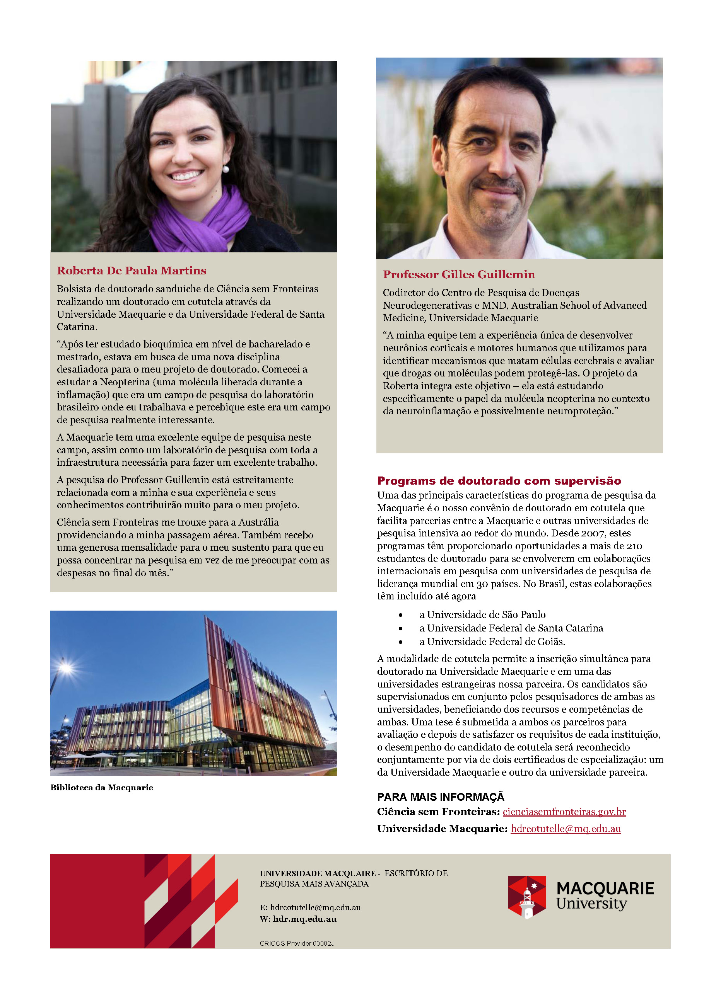 Roberta De Paula Martins
Bolsista de doutorado sanduíche de Ciência sem Fronteiras
realizando um doutorado em cotutela através da
Universidade Macquarie e da Universidade Federal de Santa
Catarina.
“Após ter estudado bioquímica em nível de bacharelado e
mestrado, estava em busca de uma nova disciplina
desafiadora para o meu projeto de doutorado. Comecei a
estudar a Neopterina (uma molécula liberada durante a
inflamação) que era um campo de pesquisa do laboratório
brasileiro onde eu trabalhava e percebique este era um campo
de pesquisa realmente interessante.
A Macquarie tem uma excelente equipe de pesquisa neste
campo, assim como um laboratório de pesquisa com toda a
infraestrutura necessária para fazer um excelente trabalho.
A pesquisa do Professor Guillemin está estreitamente
relacionada com a minha e sua experiência e seus
conhecimentos contribuirão muito para o meu projeto.
Ciência sem Fronteiras me trouxe para a Austrália
providenciando a minha passagem aérea. Também recebo
uma generosa mensalidade para o meu sustento para que eu
possa concentrar na pesquisa em vez de me preocupar com as
despesas no final do mês.”
Biblioteca da Macquarie
Professor Gilles Guillemin
Codiretor do Centro de Pesquisa de Doenças
Neurodegenerativas e MND, Australian School of Advanced
Medicine, Universidade Macquarie
“A minha equipe tem a experiência única de desenvolver
neurônios corticais e motores humanos que utilizamos para
identificar mecanismos que matam células cerebrais e avaliar
que drogas ou moléculas podem protegê-las. O projeto da
Roberta integra este objetivo – ela está estudando
especificamente o papel da molécula neopterina no contexto
da neuroinflamação e possivelmente neuroproteção.”
Programs de doutorado com supervisão
Uma das principais características do programa de pesquisa da
Macquarie é o nosso convênio de doutorado em cotutela que
facilita parcerias entre a Macquarie e outras universidades de
pesquisa intensiva ao redor do mundo. Desde 2007, estes
programas têm proporcionado oportunidades a mais de 210
estudantes de doutorado para se envolverem em colaborações
internacionais em pesquisa com universidades de pesquisa de
liderança mundial em 30 países. No Brasil, estas colaborações
têm incluído até agora
• a Universidade de São Paulo
• a Universidade Federal de Santa Catarina
• a Universidade Federal de Goiãs.
A modalidade de cotutela permite a inscrição simultânea para
doutorado na Universidade Macquarie e em uma das
universidades estrangeiras nossa parceira. Os candidatos são
supervisionados em conjunto pelos pesquisadores de ambas as
universidades, beneficiando dos recursos e competências de
ambas. Uma tese é submetida a ambos os parceiros para
avaliação e depois de satisfazer os requisitos de cada instituição,
o desempenho do candidato de cotutela será reconhecido
conjuntamente por via de dois certificados de especialização: um
da Universidade Macquarie e outro da universidade parceira.
PARA MAIS INFORMAÇÃ
Ciência sem Fronteiras: cienciasemfronteiras.gov.br
Universidade Macquarie: hdrcotutelle@mq.edu.au
UNIVERSIDADE MACQUAIRE - ESCRITÓRIO DE
PESQUISA MAIS AVANÇADA
E: hdrcotutelle@mq.edu.au
W: hdr.mq.edu.au
CRICOS Provider 00002J
MACQUARIE
University